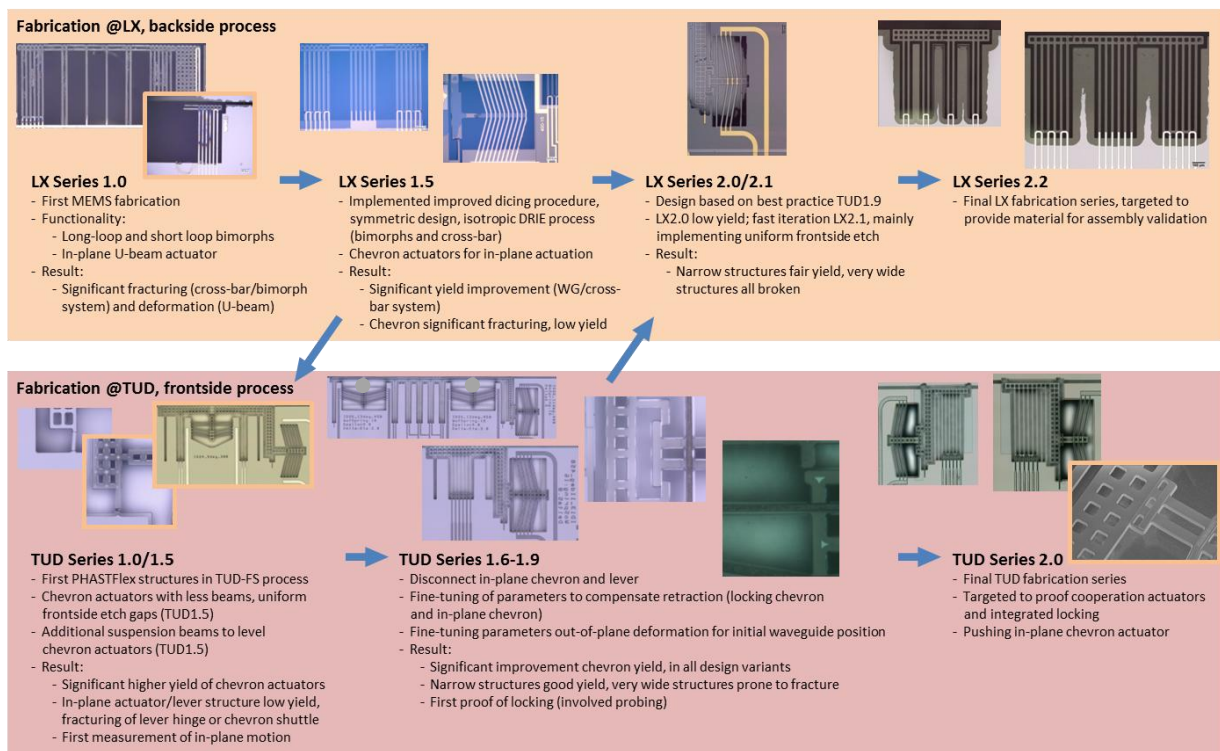 Fabrication @LX, backside process
LX Series 1.0
- First MEMS fabrication
- Functionality:
- Long-loop and short loop bimorphs
- In-plane U-beam actuator
- Result:
- Significant fracturing (cross-bar/bimorph
system) and deformation (U-beam)
LX Series 1.5
- Implemented improved dicing procedure,
symmetric design, isotropic DRIE process
(bimorphs and cross-bar)
- Chevron actuators for in-plane actuation
- Result:
- Significant yield improvement (WG/cross-
bar system)
- Chevron significant fracturing, low yield
LX Series 2.0/2.1
- Design based on best practice TUD1.9
- LX2.0 low yield; fast iteration LX2.1, mainly
implementing uniform frontside etch
- Result:
- Narrow structures fair yield, very wide
structures all broken
LX Series 2.2
- Final LX fabrication series, targeted to
provide material for assembly validation
Fabrication @TUD, frontside process
TUD Series 1.0/1.5
- First PHASTFlex structures in TUD-FS process
- Chevron actuators with less beams, uniform
frontside etch gaps (TUD1.5)
- Additional suspension beams to level
chevron actuators (TUD1.5)
- Result:
- Significant higher yield of chevron actuators
- In-plane actuator/lever structure low yield,
fracturing of lever hinge or chevron shuttle
- First measurement of in-plane motion
TUD Series 1.6-1.9
- Disconnect in-plane chevron and lever
- Fine-tuning of parameters to compensate retraction (locking chevron
and in-plane chevron)
- Fine-tuning parameters out-of-plane deformation for initial waveguide position
- Result:
- Significant improvement chevron yield, in all design variants
- Narrow structures good yield, very wide structures prone to fracture
- First proof of locking (involved probing)
TUD Series 2.0
- Final TUD fabrication series
- Targeted to proof cooperation actuators
and integrated locking
- Pushing in-plane chevron actuator